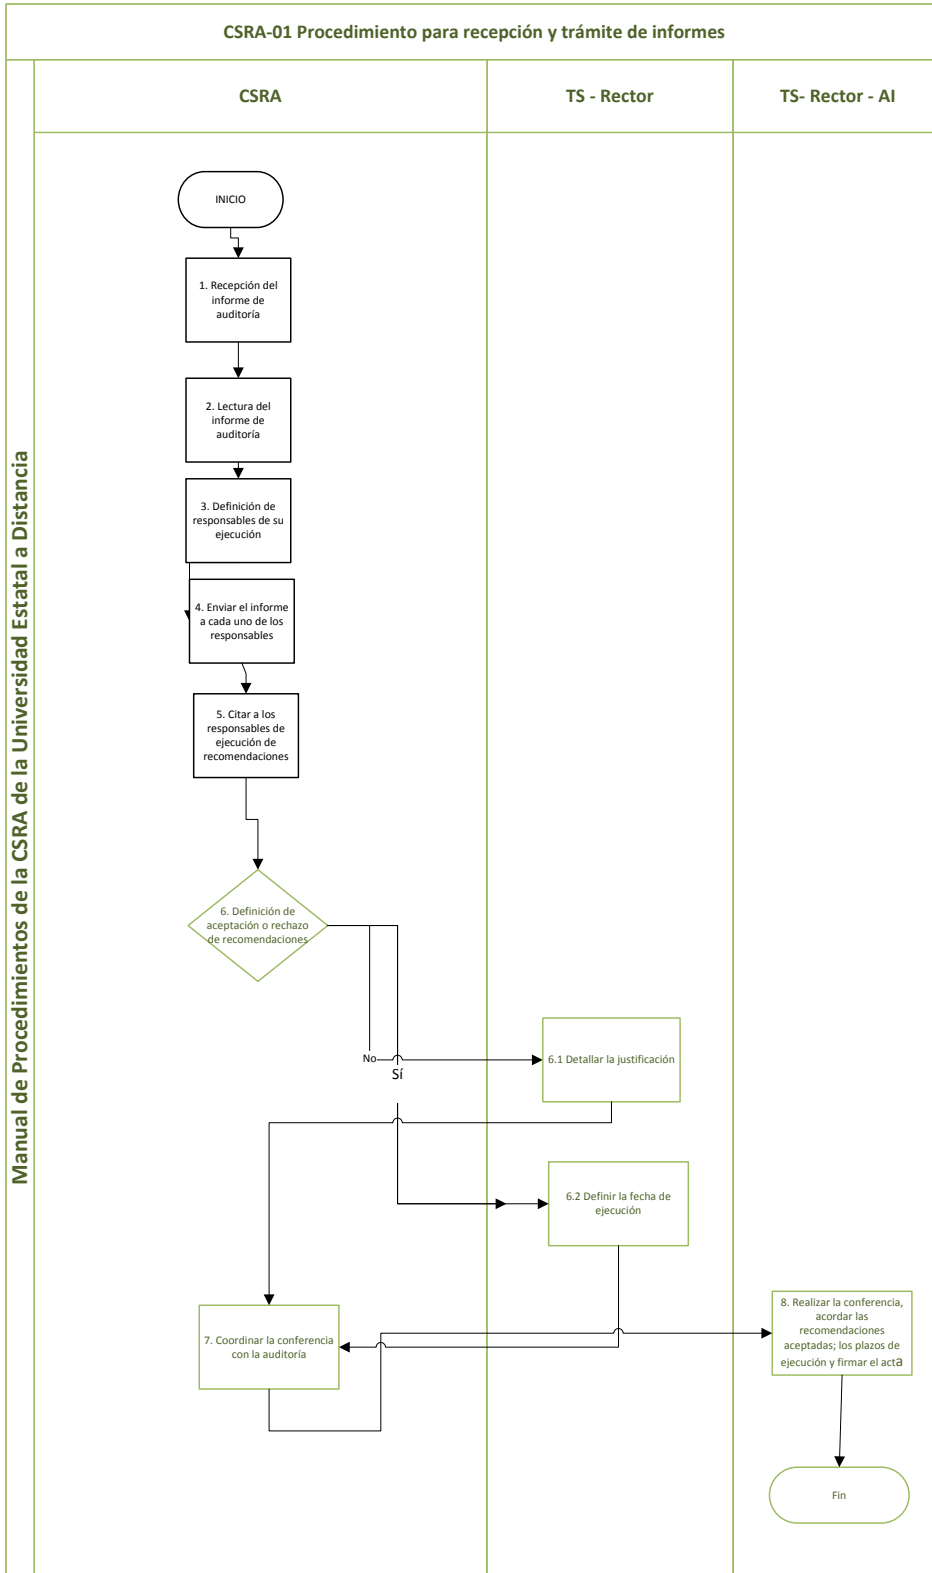 CSRA-01 Procedimiento para recepción y trámite de informes
Manual de Procedimientos de la CSRA de la Universidad Estatal a Distancia
CSRA
TS - Rector
TS- Rector - AI
INICIO
1. Recepción del
informe de
auditoría
2. Lectura del
informe de
auditoría
3. Definición de
responsables de su
ejecución
4. Enviar el informe
a cada uno de los
responsables
5. Citar a los
responsables de
ejecución de
recomendaciones
6. Definición de
aceptación o rechazo
de recomendaciones
No
Sí
6.1 Detallar la justificación
6.2 Definir la fecha de
ejecución
7. Coordinar la conferencia
con la auditoría
8. Realizar la conferencia,
acordar las
recomendaciones
aceptadas; los plazos de
ejecución y firmar el acta
Fin